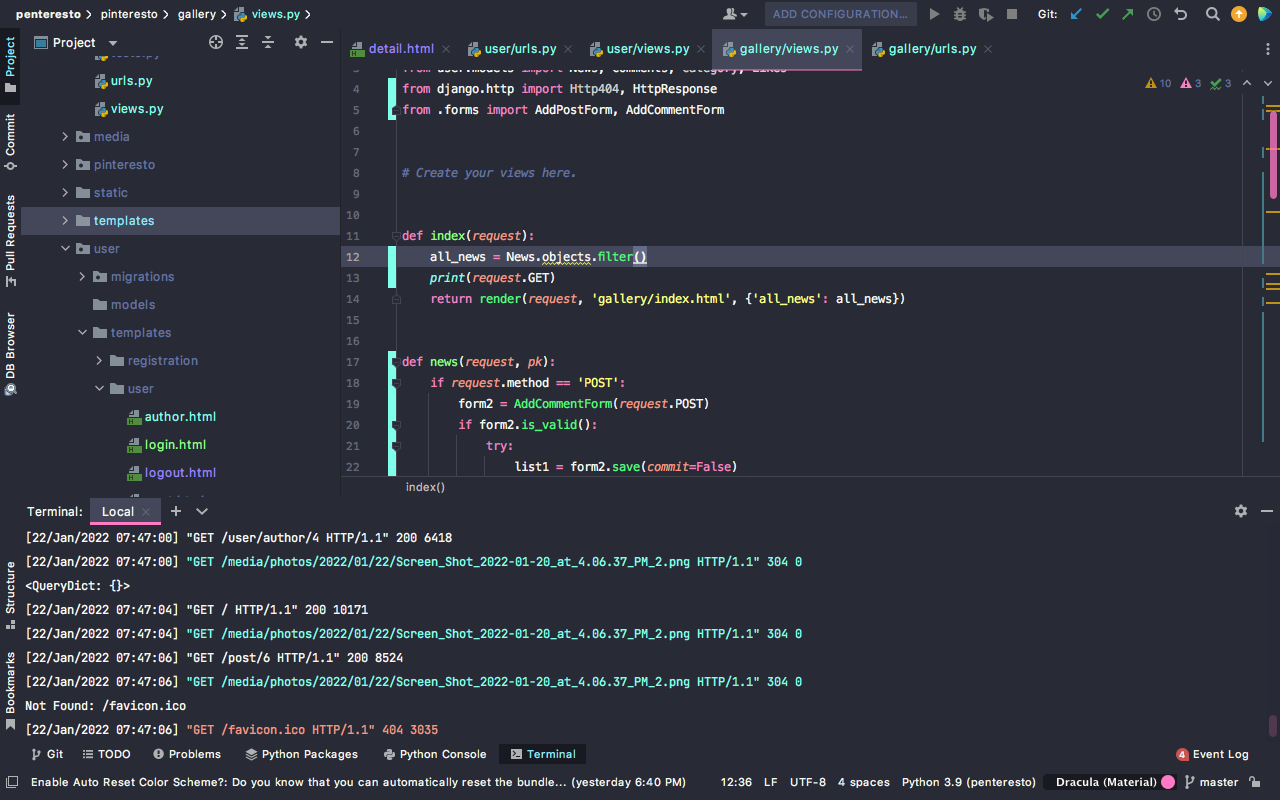 penteresto > pinteresto > gallery > views.py >
ADD CONFIGURATION...
Git:
Project
detail.html
user/urls.py
user/views.py
gallery/views.py
gallery/urls.py
Project
Commit
Pull Requests
DB Browser
Structure
Bookmarks
urls.py
views.py
media
pinteresto
static
templates
user
migrations
models
templates
registration
user
author.html
login.html
logout.html
10 3 3
4 from django.http import Http404, HttpResponse
5 from .forms import AddPostForm, AddCommentForm
6
7
8 # Create your views here.
9
10
11 def index(request):
12 all_news = News.objects.filter()
13 print(request.GET)
14 return render(request, 'gallery/index.html', {'all_news': all_news})
15
16
17 def news(request, pk):
18 if request.method == 'POST':
19 form2 = AddCommentForm(request.POST)
20 if form2.is_valid():
21 try:
22 list1 = form2.save(commit=False)
index()
Terminal: Local
[22/Jan/2022 07:47:00] "GET /user/author/4 HTTP/1.1" 200 6418
[22/Jan/2022 07:47:00] "GET /media/photos/2022/01/22/Screen_Shot_2022-01-20_at_4.06.37_PM_2.png HTTP/1.1" 304 0
<QueryDict: {}>
[22/Jan/2022 07:47:04] "GET / HTTP/1.1" 200 10171
[22/Jan/2022 07:47:04] "GET /media/photos/2022/01/22/Screen_Shot_2022-01-20_at_4.06.37_PM_2.png HTTP/1.1" 304 0
[22/Jan/2022 07:47:06] "GET /post/6 HTTP/1.1" 200 8524
[22/Jan/2022 07:47:06] "GET /media/photos/2022/01/22/Screen_Shot_2022-01-20_at_4.06.37_PM_2.png HTTP/1.1" 304 0
Not Found: /favicon.ico
[22/Jan/2022 07:47:06] "GET /favicon.ico HTTP/1.1" 404 3035
Git
TODO
Problems
Python Packages
Python Console
Terminal
4 Event Log
Enable Auto Reset Color Scheme?: Do you know that you can automatically reset the bundle... (yesterday 6:40 PM)
12:36 LF UTF-8 4 spaces Python 3.9 (penteresto) Dracula (Material) master